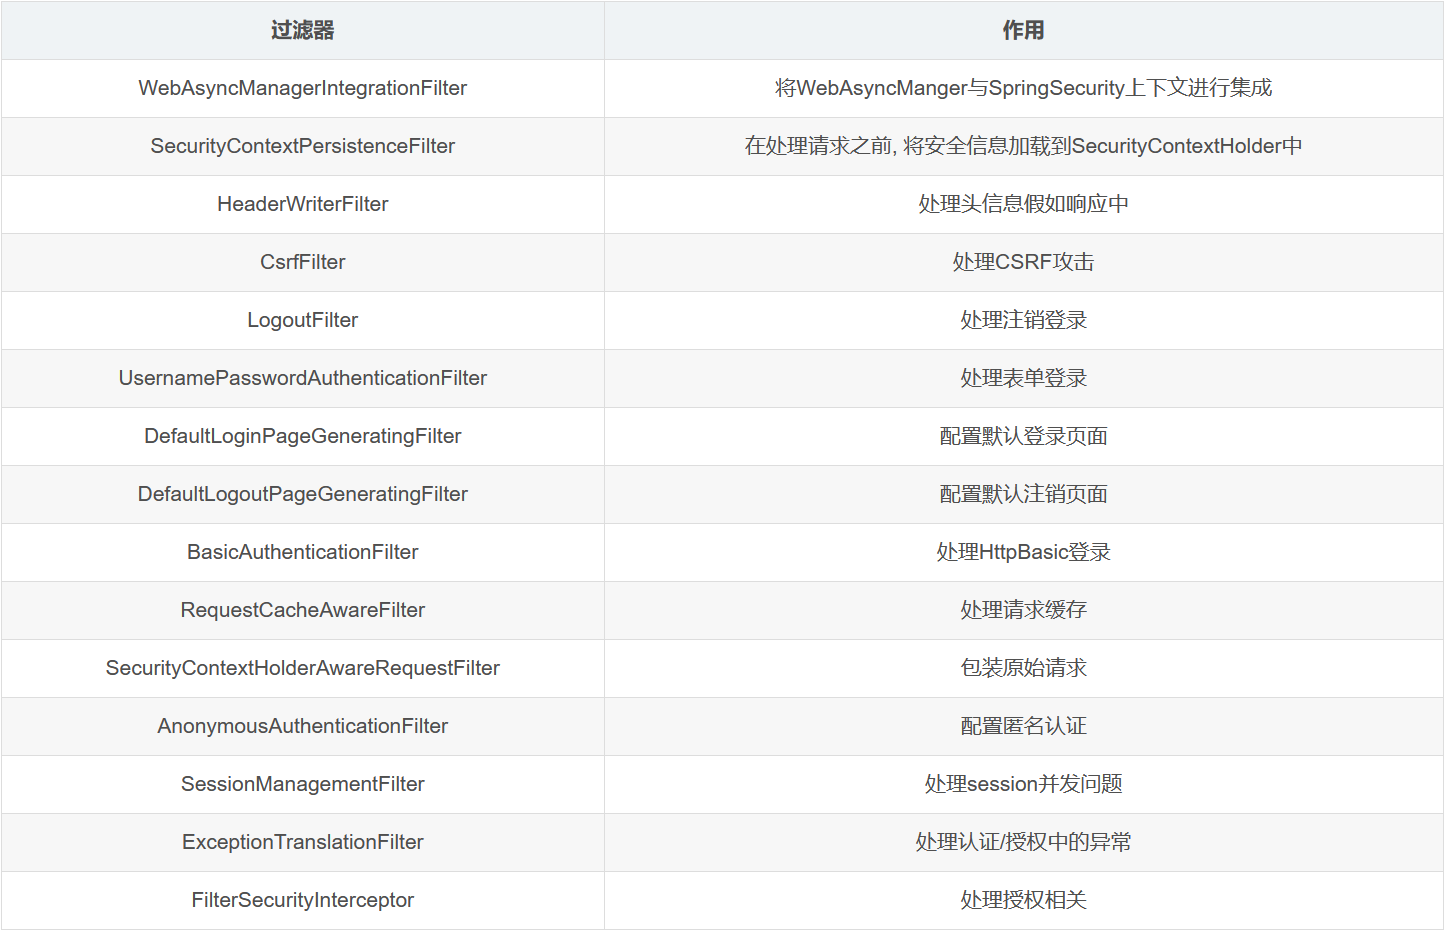 过滤器 作用
WebAsyncManagerIntegrationFilter 将WebAsyncManger与SpringSecurity上下文进行集成
SecurityContextPersistenceFilter 在处理请求之前, 将安全信息加载到SecurityContextHolder中
HeaderWriterFilter 处理头信息假如响应中
CsrfFilter 处理CSRF攻击
LogoutFilter 处理注销登录
UsernamePasswordAuthenticationFilter 处理表单登录
DefaultLoginPageGeneratingFilter 配置默认登录页面
DefaultLogoutPageGeneratingFilter 配置默认注销页面
BasicAuthenticationFilter 处理HttpBasic登录
RequestCacheAwareFilter 处理请求缓存
SecurityContextHolderAwareRequestFilter 包装原始请求
AnonymousAuthenticationFilter 配置匿名认证
SessionManagementFilter 处理session并发问题
ExceptionTranslationFilter 处理认证/授权中的异常
FilterSecurityInterceptor 处理授权相关